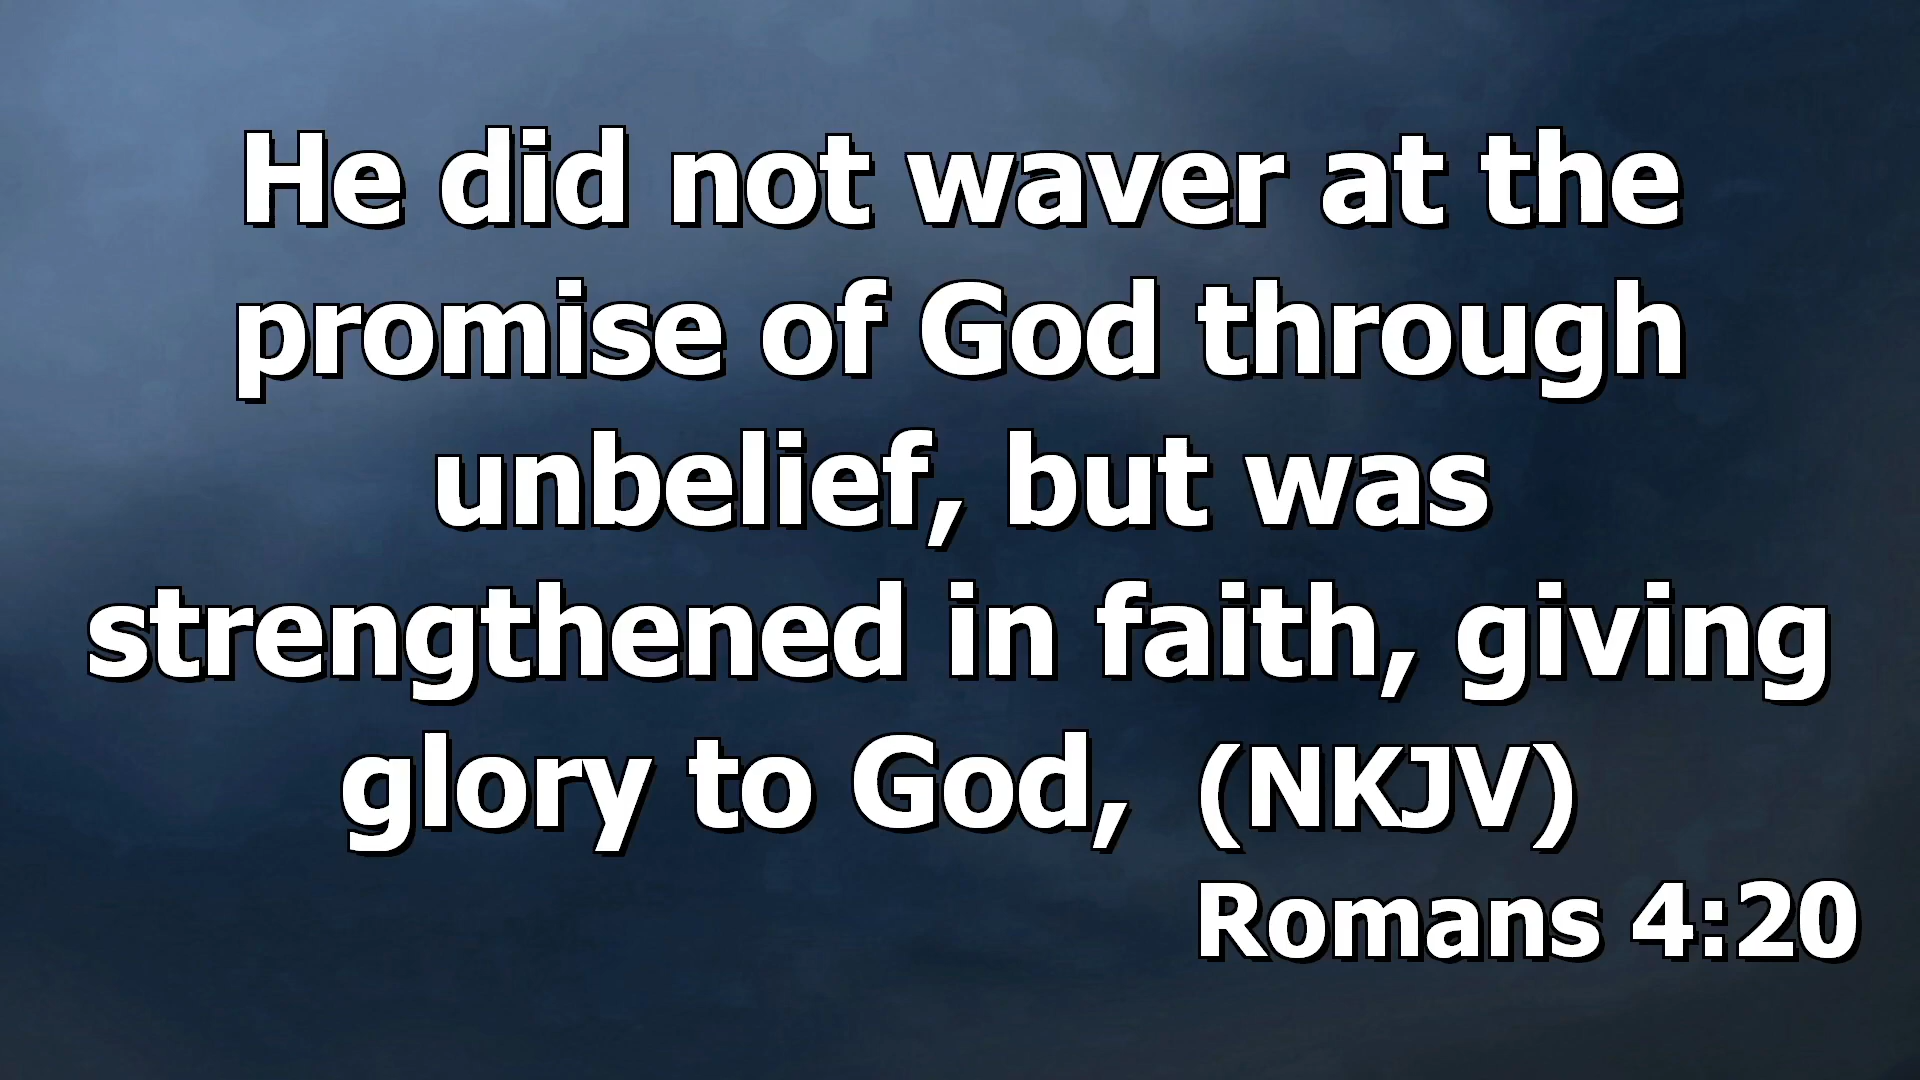 He did not waver at the
promise of God through
unbelief, but was
strengthened in faith, giving
glory to God, (NKJV)
Romans 4:20